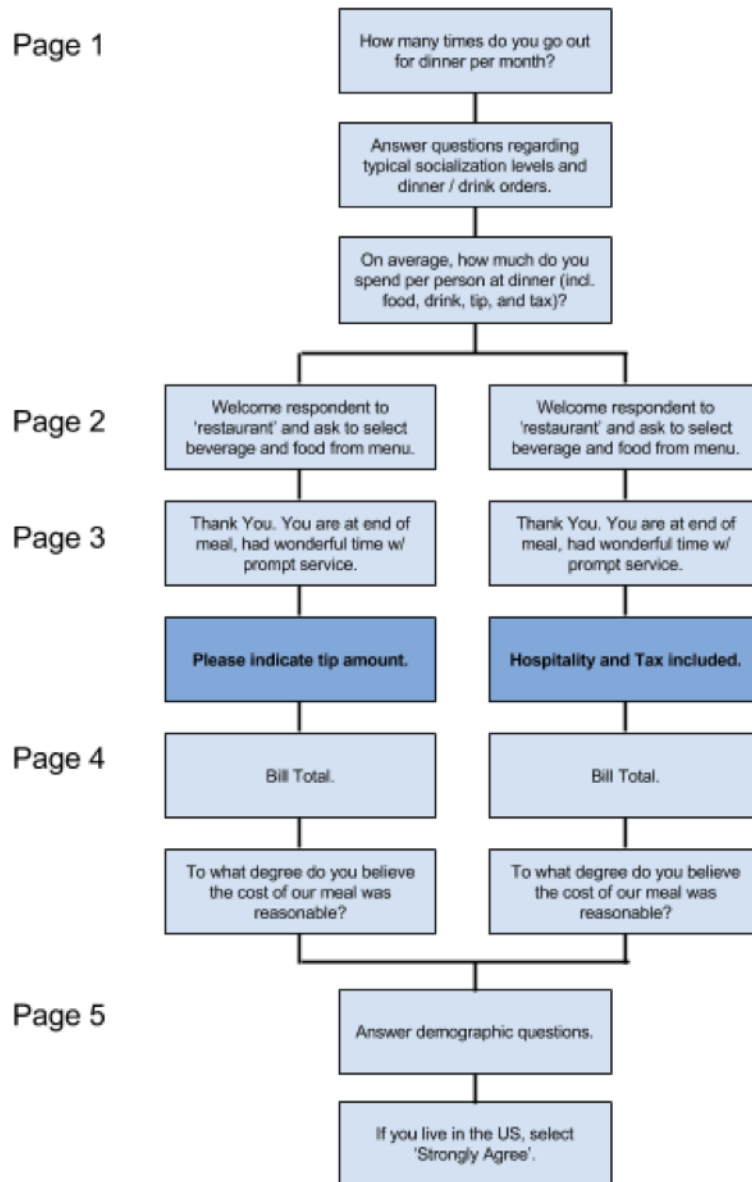 Page 1
How many times do you go out
for dinner per month?
Answer questions regarding
typical socialization levels and
dinner / drink orders.
On average, how much do you
spend per person at dinner (incl.
food, drink, tip, and tax)?
Page 2
Welcome respondent to
'restaurant' and ask to select
beverage and food from menu.
Welcome respondent to
'restaurant' and ask to select
beverage and food from menu.
Page 3
Thank You. You are at end of
meal, had wonderful time w/
prompt service.
Thank You. You are at end of
meal, had wonderful time w/
prompt service.
Please indicate tip amount.
Hospitality and Tax included.
Page 4
Bill Total.
Bill Total.
To what degree do you believe
the cost of our meal was
reasonable?
To what degree do you believe
the cost of our meal was
reasonable?
Page 5
Answer demographic questions.
If you live in the US, select
'Strongly Agree'.